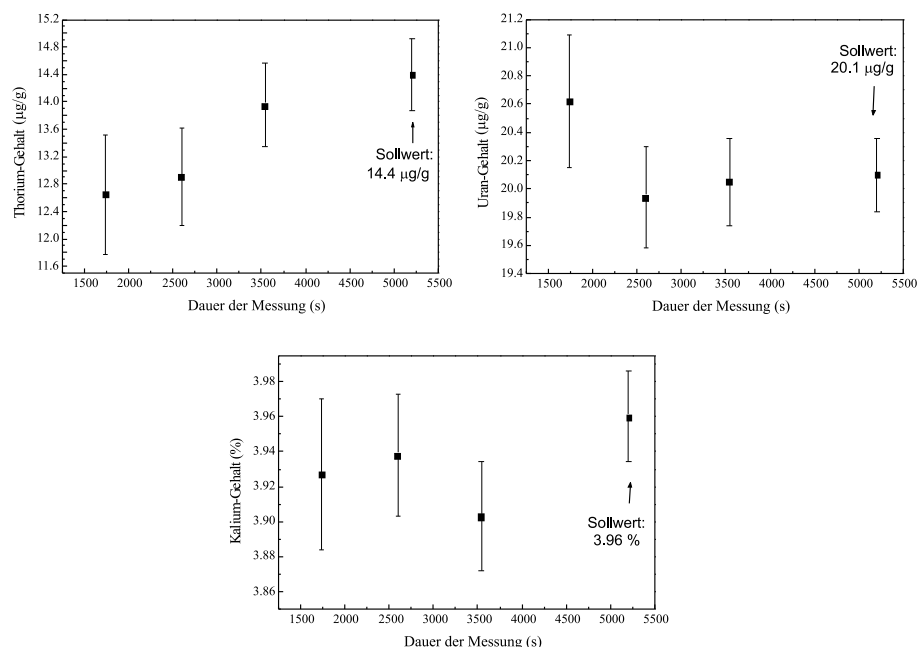 15.2
14.8
14.4
14.0
13.6
13.2
12.8
12.4
12.0
11.6
Thorium-Gehalt (µg/g)
Sollwert:
14.4 µg/g
1500 2000 2500 3000 3500 4000 4500 5000 5500
Dauer der Messung (s)
21.2
21.0
20.8
20.6
20.4
20.2
20.0
19.8
19.6
19.4
Uran-Gehalt (µg/g)
Sollwert:
20.1 µg/g
1500 2000 2500 3000 3500 4000 4500 5000 5500
Dauer der Messung (s)
3.98
3.96
3.94
3.92
3.90
3.88
3.86
Kalium-Gehalt (%)
Sollwert:
3.96 %
1500 2000 2500 3000 3500 4000 4500 5000 5500
Dauer der Messung (s)